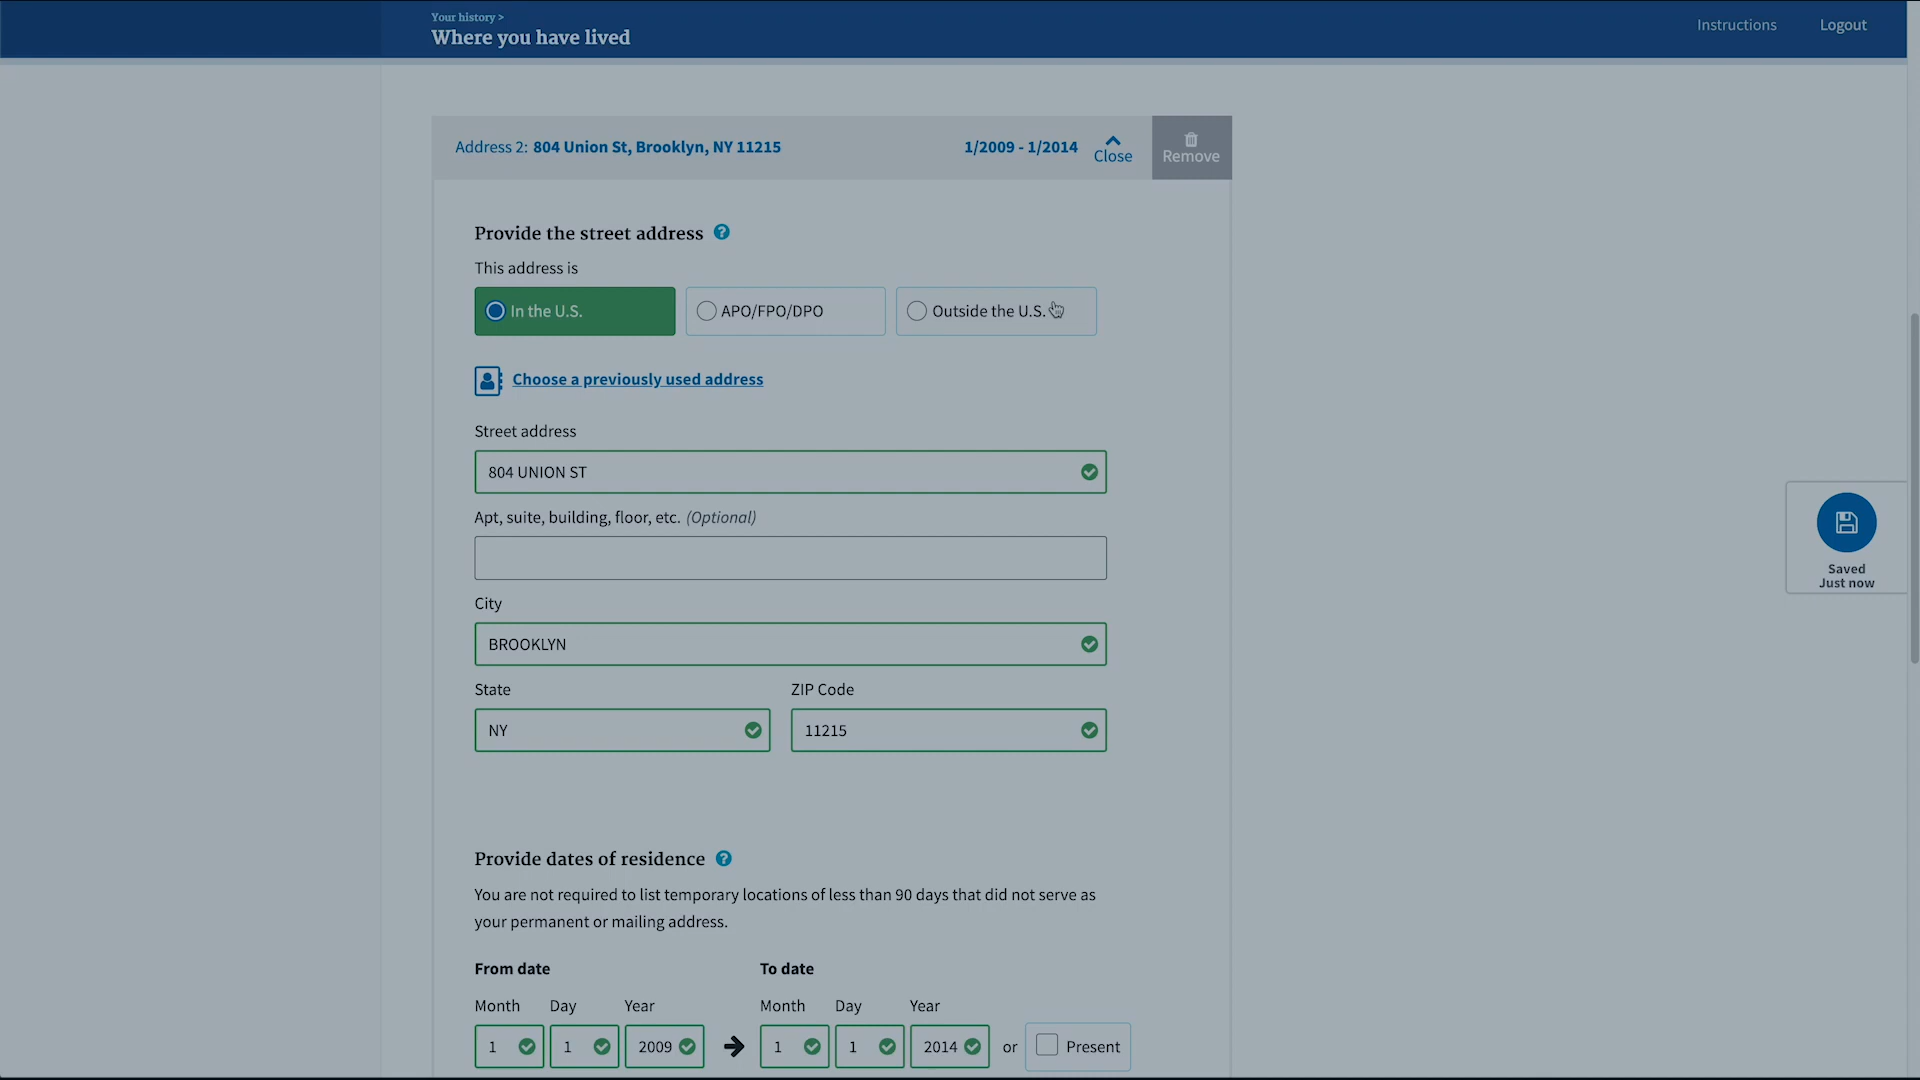 Your history >
Where you have lived
Instructions
Logout
Address 2: 804 Union St, Brooklyn, NY 11215
1/2009 - 1/2014
Close
Remove
Provide the street address
This address is
In the U.S.
APO/FPO/DPO
Outside the U.S.
Choose a previously used address
Street address
804 UNION ST
Apt, suite, building, floor, etc. (Optional)
City
BROOKLYN
State
ZIP Code
NY
11215
Saved
Just now
Provide dates of residence
You are not required to list temporary locations of less than 90 days that did not serve as
your permanent or mailing address.
From date
To date
Month Day Year
Month Day Year
1 1 2009
1 1 2014 or Present